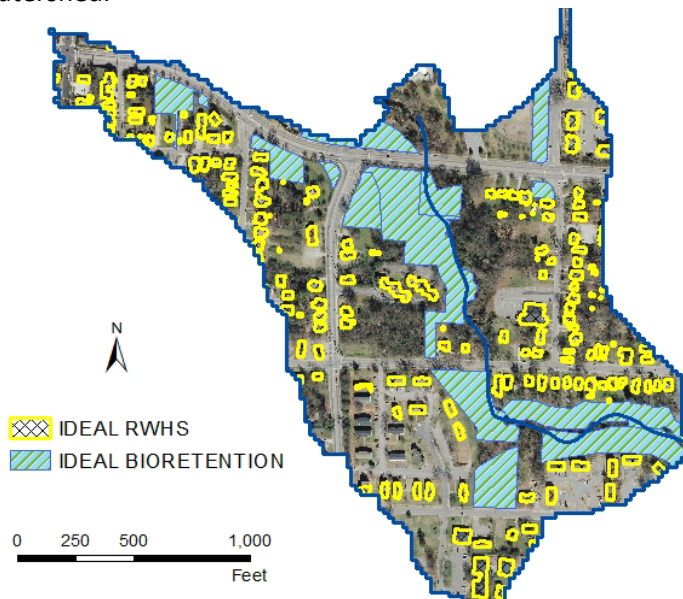 N
IDEAL RWHS
IDEAL BIORETENTION
0 250 500 1,000
Feet